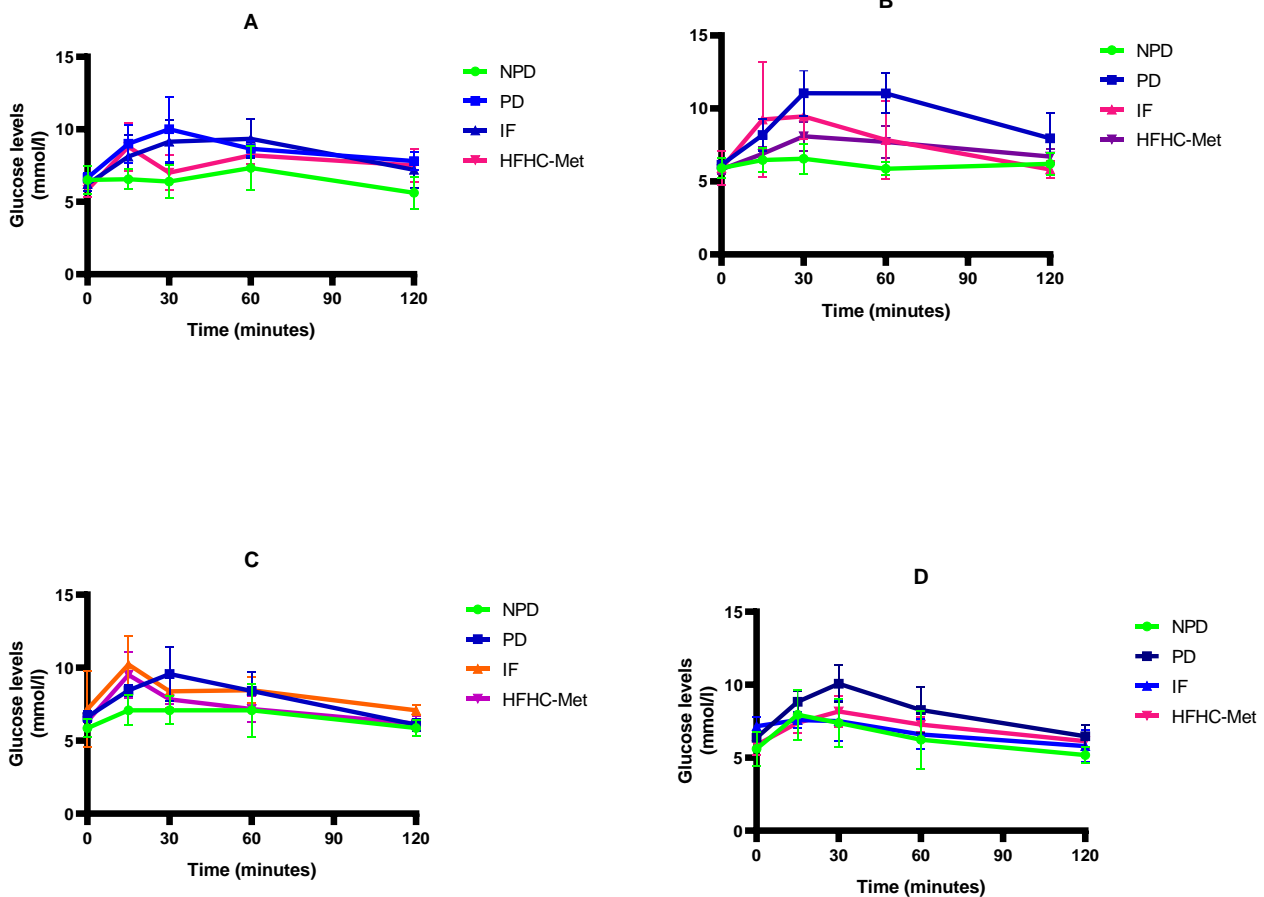 A
15
10
5
0
Glucose levels
(mmol/l)
0 30 60 90 120
Time (minutes)
NPD
PD
IF
HFHC-Met
B
15
10
5
0
0 30 60 90 120
Time (minutes)
NPD
PD
IF
HFHC-Met
C
15
10
5
0
Glucose levels
(mmol/l)
0 30 60 90 120
Time (minutes)
NPD
PD
IF
HFHC-Met
D
15
10
5
0
Glucose levels
(mmol/l)
0 30 60 90 120
Time (minutes)
NPD
PD
IF
HFHC-Met